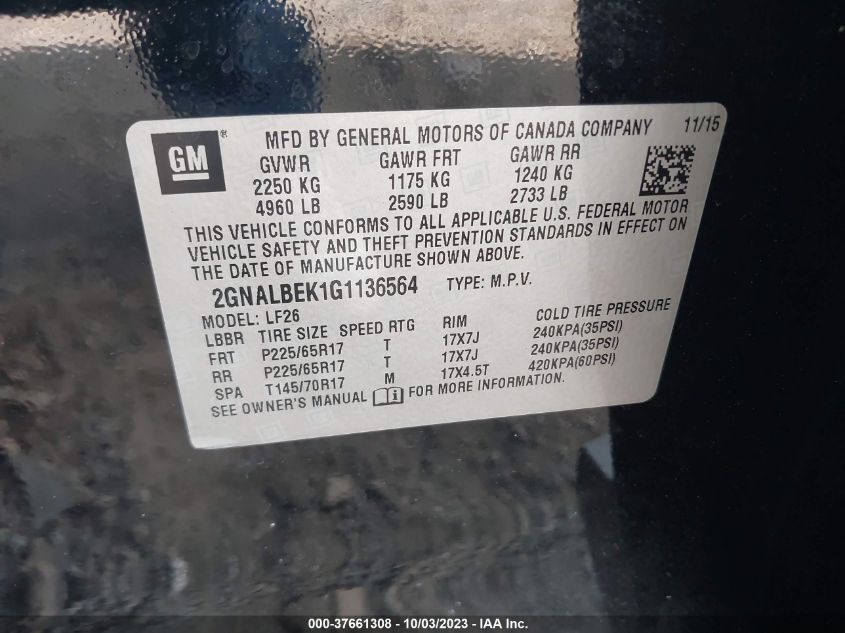 GM ® MFD BY GENERAL MOTORS OF CANADA COMPANY 11/15
GVWR GAWR FRT GAWR RR
2250 KG 1175 KG 1240 KG
4960 LB 2590 LB 2733 LB
THIS VEHICLE CONFORMS TO ALL APPLICABLE U.S. FEDERAL MOTOR
VEHICLE SAFETY AND THEFT PREVENTION STANDARDS IN EFFECT ON
THE DATE OF MANUFACTURE SHOWN ABOVE.
2GNALBEK1G1136564 TYPE: M.P.V.
MODEL: LF26
LBBR TIRE SIZE SPEED RTG RIM COLD TIRE PRESSURE
FRT P225/65R17 T 17X7J 240KPA(35PSI)
RR P225/65R17 T 17X7J 240KPA(35PSI)
SPA T145/70R17 M 17X4.5T 420KPA(60PSI)
SEE OWNER'S MANUAL i FOR MORE INFORMATION.
000-37661308 - 10/03/2023 - IAA Inc.